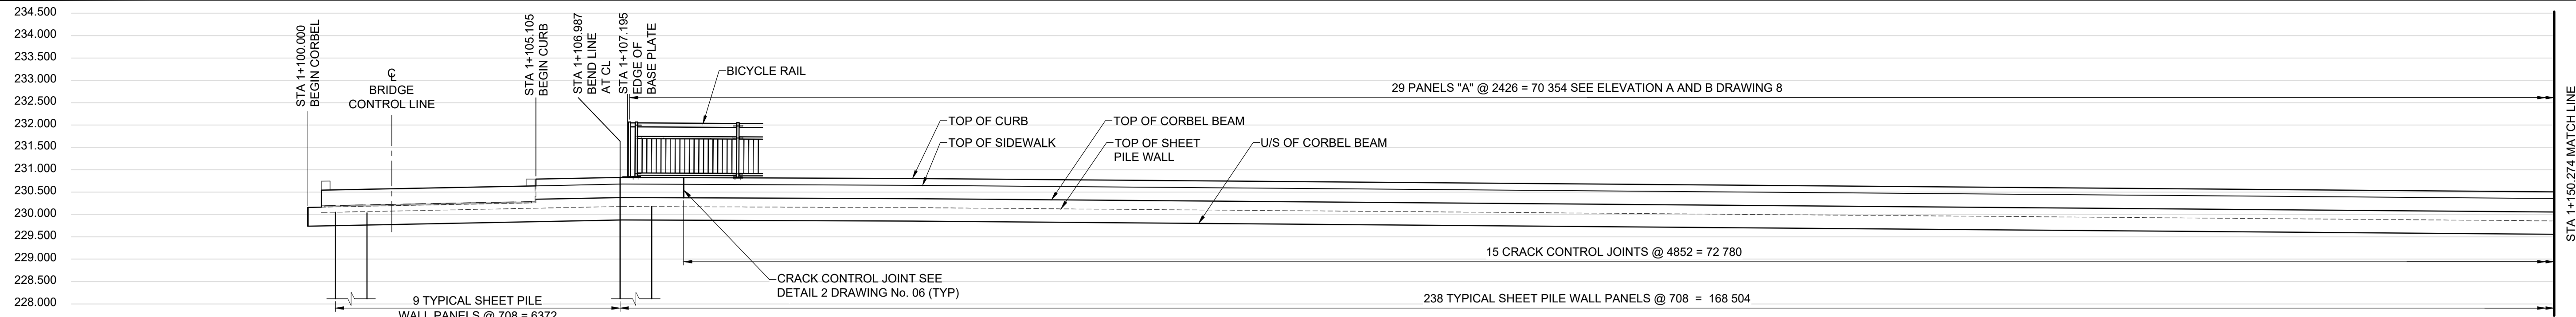 234.500
234.000
233.500
233.000
232.500
232.000
231.500
231.000
230.500
230.000
229.500
229.000
228.500
228.000
STA 1+100.000
BEGIN CORBEL
℄
BRIDGE
CONTROL LINE
STA 1+105.105
BEGIN CURB
STA 1+106.987
BEND LINE
AT CL
STA 1+107.195
EDGE OF
BASE PLATE
BICYCLE RAIL
29 PANELS "A" @ 2426 = 70 354 SEE ELEVATION A AND B DRAWING 8
TOP OF CURB
TOP OF SIDEWALK
TOP OF CORBEL BEAM
TOP OF SHEET
PILE WALL
U/S OF CORBEL BEAM
15 CRACK CONTROL JOINTS @ 4852 = 72 780
CRACK CONTROL JOINT SEE
DETAIL 2 DRAWING No. 06 (TYP)
9 TYPICAL SHEET PILE
WALL PANELS @ 708 = 6372
238 TYPICAL SHEET PILE WALL PANELS @ 708 = 168 504
STA 1+150.274 MATCH LINE